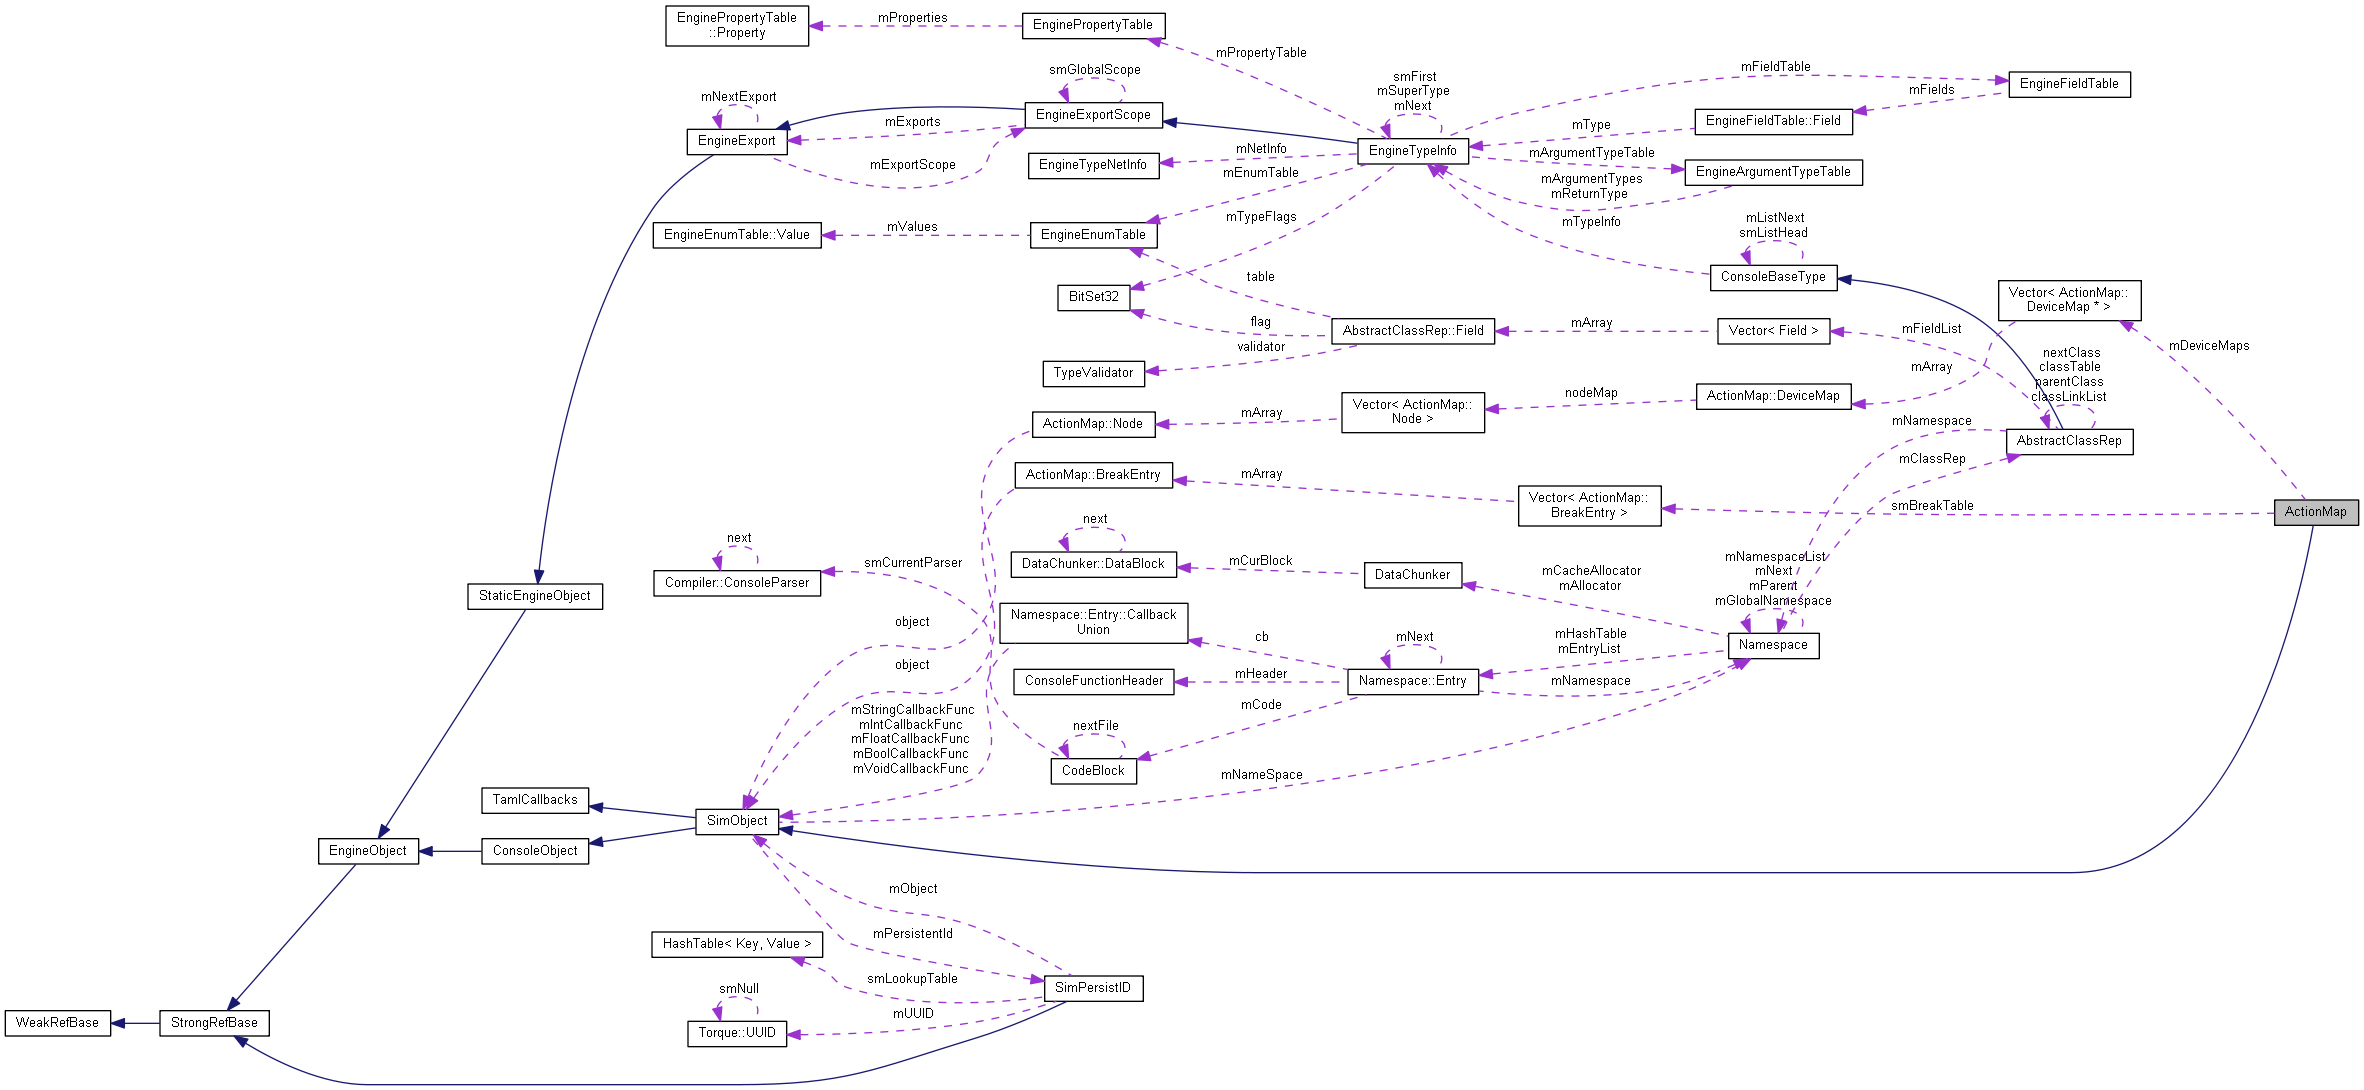 EnginePropertyTable
::Property
mProperties
EnginePropertyTable
mPropertyTable
smGlobalScope
smFirst
mSuperType
mNext
mFieldTable
EngineFieldTable
mFields
mNextExport
EngineExport
mExports
EngineExportScope
mExportScope
EngineTypeNetInfo
mNetInfo
EngineTypeInfo
mType
EngineFieldTable::Field
mArgumentTypeTable
EngineArgumentTypeTable
mArgumentTypes
mReturnType
mEnumTable
mTypeFlags
mTypeInfo
mListNext
smListHead
ConsoleBaseType
EngineEnumTable::Value
mValues
EngineEnumTable
table
BitSet32
flag
validator
TypeValidator
AbstractClassRep::Field
mArray
Vector< Field >
mFieldList
Vector< ActionMap::
DeviceMap * >
mDeviceMaps
mArray
nextClass
classTable
parentClass
classLinkList
AbstractClassRep
ActionMap::Node
mArray
Vector< ActionMap::
Node >
nodeMap
ActionMap::DeviceMap
mNamespace
mClassRep
ActionMap::BreakEntry
mArray
Vector< ActionMap::
BreakEntry >
smBreakTable
ActionMap
next
Compiler::ConsoleParser
smCurrentParser
next
DataChunker::DataBlock
mCurBlock
DataChunker
mCacheAllocator
mAllocator
mNamespaceList
mNext
mParent
mGlobalNamespace
Namespace
StaticEngineObject
object
object
Namespace::Entry::Callback
Union
cb
mNext
mHashTable
mEntryList
ConsoleFunctionHeader
mHeader
Namespace::Entry
mNamespace
mCode
mStringCallbackFunc
mIntCallbackFunc
mFloatCallbackFunc
mBoolCallbackFunc
mVoidCallbackFunc
nextFile
CodeBlock
mNameSpace
TamlCallbacks
SimObject
EngineObject
ConsoleObject
mObject
mPersistentId
HashTable< Key, Value >
smLookupTable
SimPersistID
smNull
mUUID
Torque::UUID
WeakRefBase
StrongRefBase